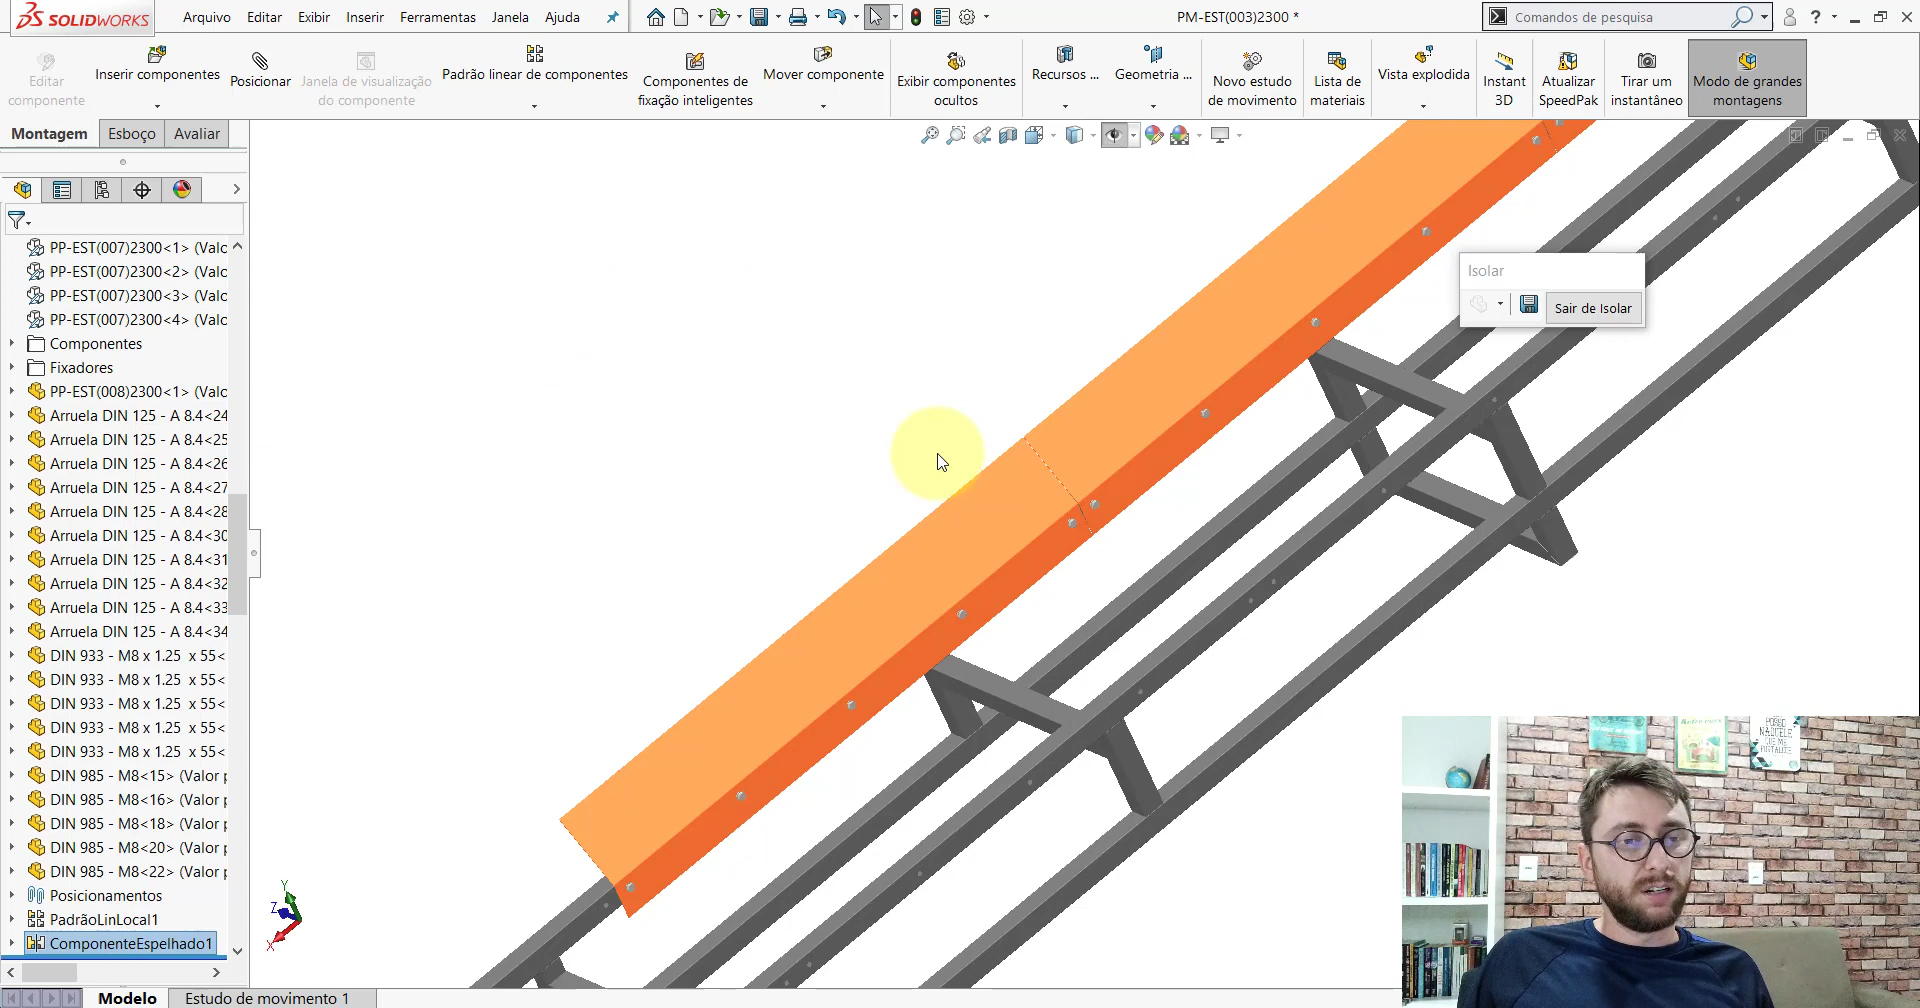 SOLIDWORKS
Arquivo Editar Exibir Inserir Ferramentas Janela Ajuda
PM-EST(003)2300 *
Comandos de pesquisa
?
Editar componente
Inserir componentes
Posicionar
Janela de visualização do componente
Padrão linear de componentes
Componentes de fixação inteligentes
Mover componente
Exibir componentes ocultos
Recursos ...
Geometria ...
Novo estudo de movimento
Lista de materiais
Vista explodida
Instant 3D
Atualizar SpeedPak
Tirar um instantâneo
Modo de grandes montagens
Montagem Esboço Avaliar
PP-EST(007)2300<1> (Valo
PP-EST(007)2300<2> (Valo
PP-EST(007)2300<3> (Valo
PP-EST(007)2300<4> (Valo
Componentes
Fixadores
PP-EST(008)2300<1> (Valo
Arruela DIN 125 - A 8.4<24
Arruela DIN 125 - A 8.4<25
Arruela DIN 125 - A 8.4<26
Arruela DIN 125 - A 8.4<27
Arruela DIN 125 - A 8.4<28
Arruela DIN 125 - A 8.4<30
Arruela DIN 125 - A 8.4<31
Arruela DIN 125 - A 8.4<32
Arruela DIN 125 - A 8.4<33
Arruela DIN 125 - A 8.4<34
DIN 933 - M8 x 1.25 x 55<
DIN 933 - M8 x 1.25 x 55<
DIN 933 - M8 x 1.25 x 55<
DIN 933 - M8 x 1.25 x 55<
DIN 933 - M8 x 1.25 x 55<
DIN 985 - M8<15> (Valor p
DIN 985 - M8<16> (Valor p
DIN 985 - M8<18> (Valor p
DIN 985 - M8<20> (Valor p
DIN 985 - M8<22> (Valor p
Posicionamentos
PadrãoLinLocal1
ComponenteEspelhado1
Isolar
Sair de Isolar
Y
Z
X
POSSO
NAQUELE
QUE ME
FORTALECE
Modelo Estudo de movimento 1